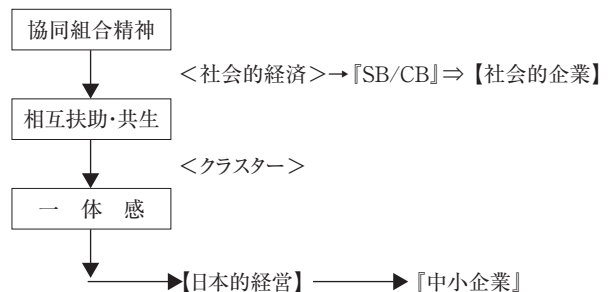 協同組合精神
<社会的経済>→『SB/CB』⇒【社会的企業】
相互扶助・共生
<クラスター>
一 体 感
【日本的経営】 『中小企業』